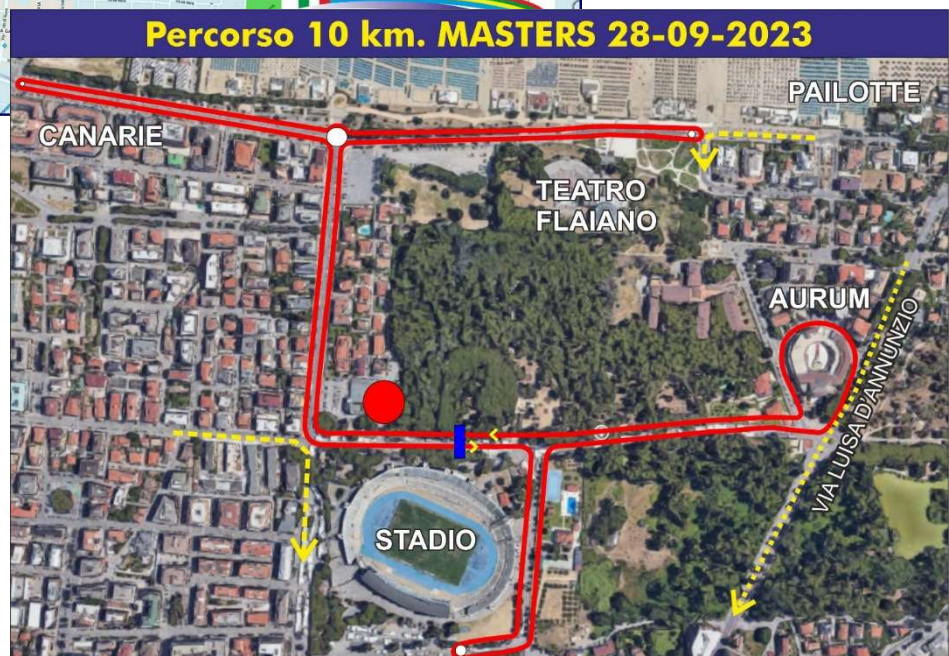 Percorso 10 km. MASTERS 28-09-2023
PAILOTTE
CANARIE
TEATRO
FLAIANO
AURUM
VIA LUISA D'ANNUNZIO
STADIO